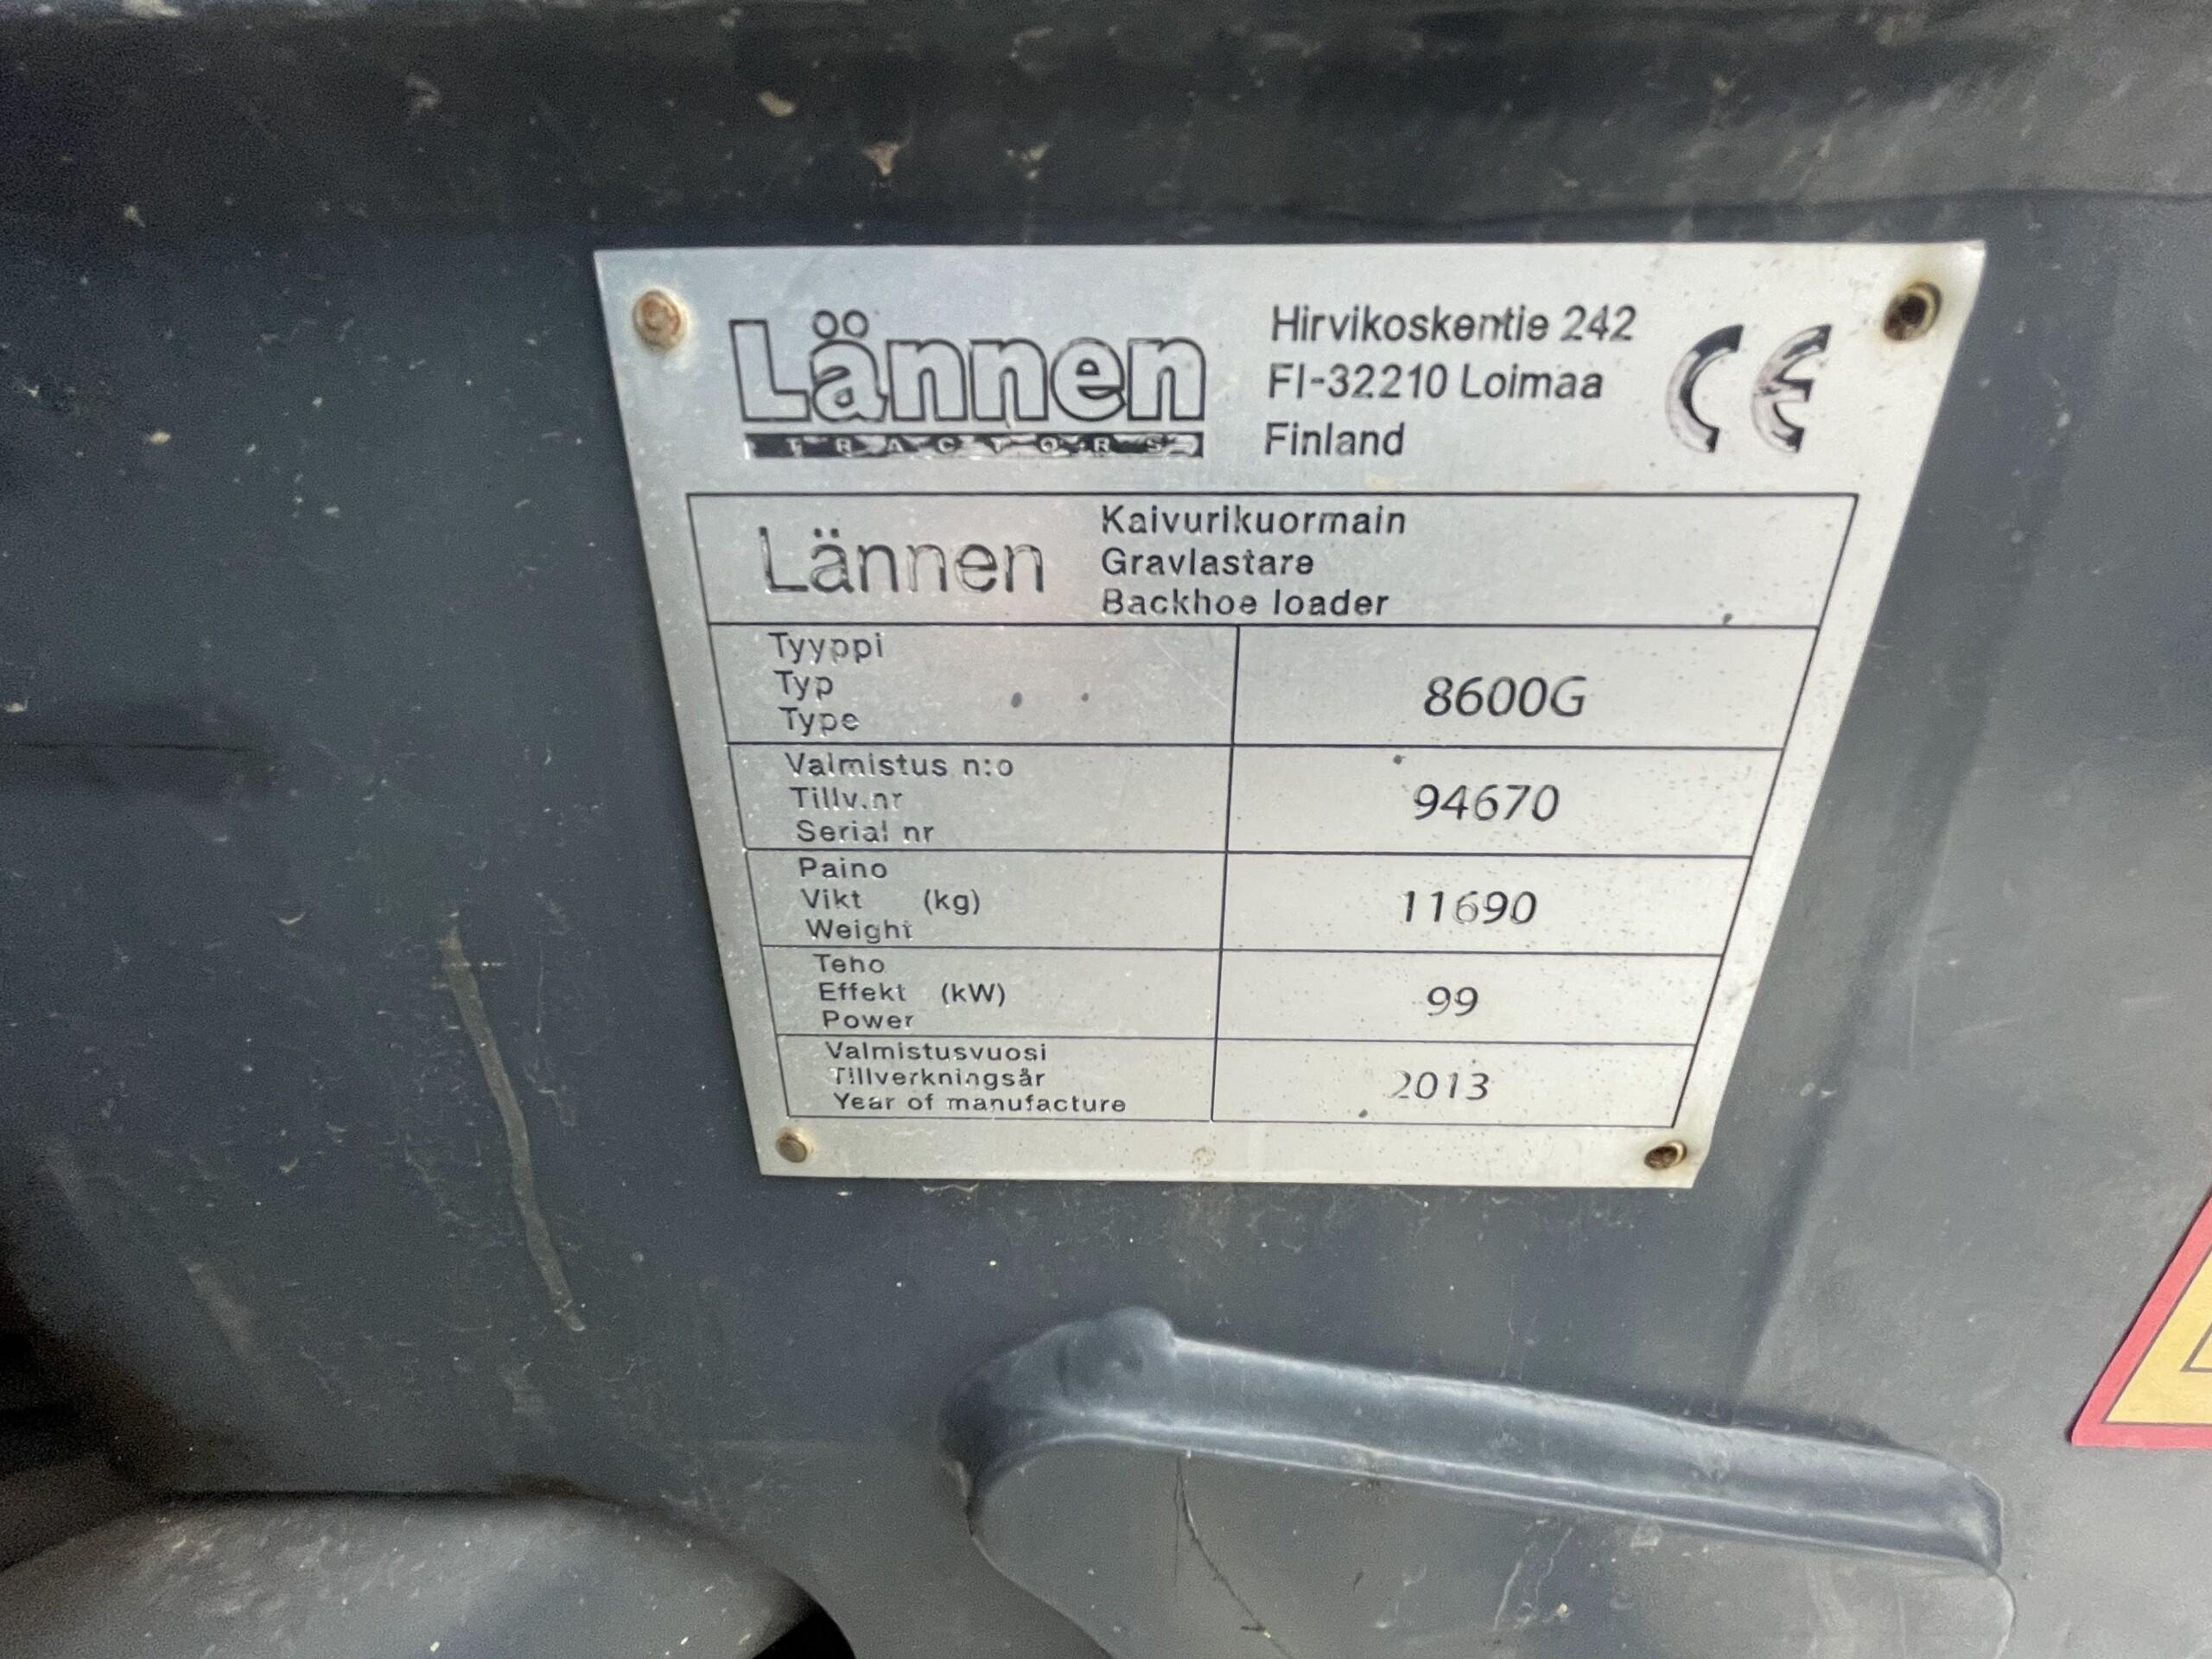 Lännen
TRACTORS
Hirvikoskentie 242
FI-32210 Loimaa
Finland
CE
Lännen
Kaivurikuormain
Grävlastare
Backhoe loader
Tyyppi
Typ
Type
8600G
Valmistus n:o
Tillv.nr
Serial nr
94670
Paino
Vikt (kg)
Weight
11690
Teho
Effekt (kW)
Power
99
Valmistusvuosi
Tillverkningsår
Year of manufacture
2013